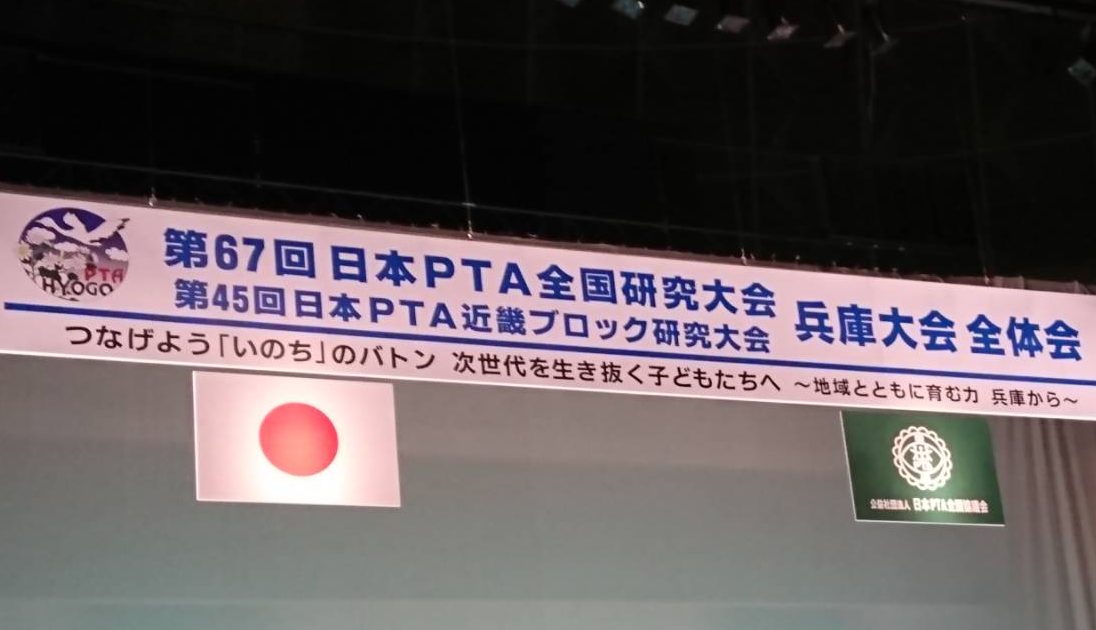 第67回 日本PTA全国研究大会
第45回 日本PTA近畿ブロック研究大会
兵庫大会 全体会
つなげよう「いのち」のバトン 次世代を生き抜く子どもたちへ ～地域とともに育む力 兵庫から～
PTA
HYOGO
公益社団法人 日本PTA全国協議会